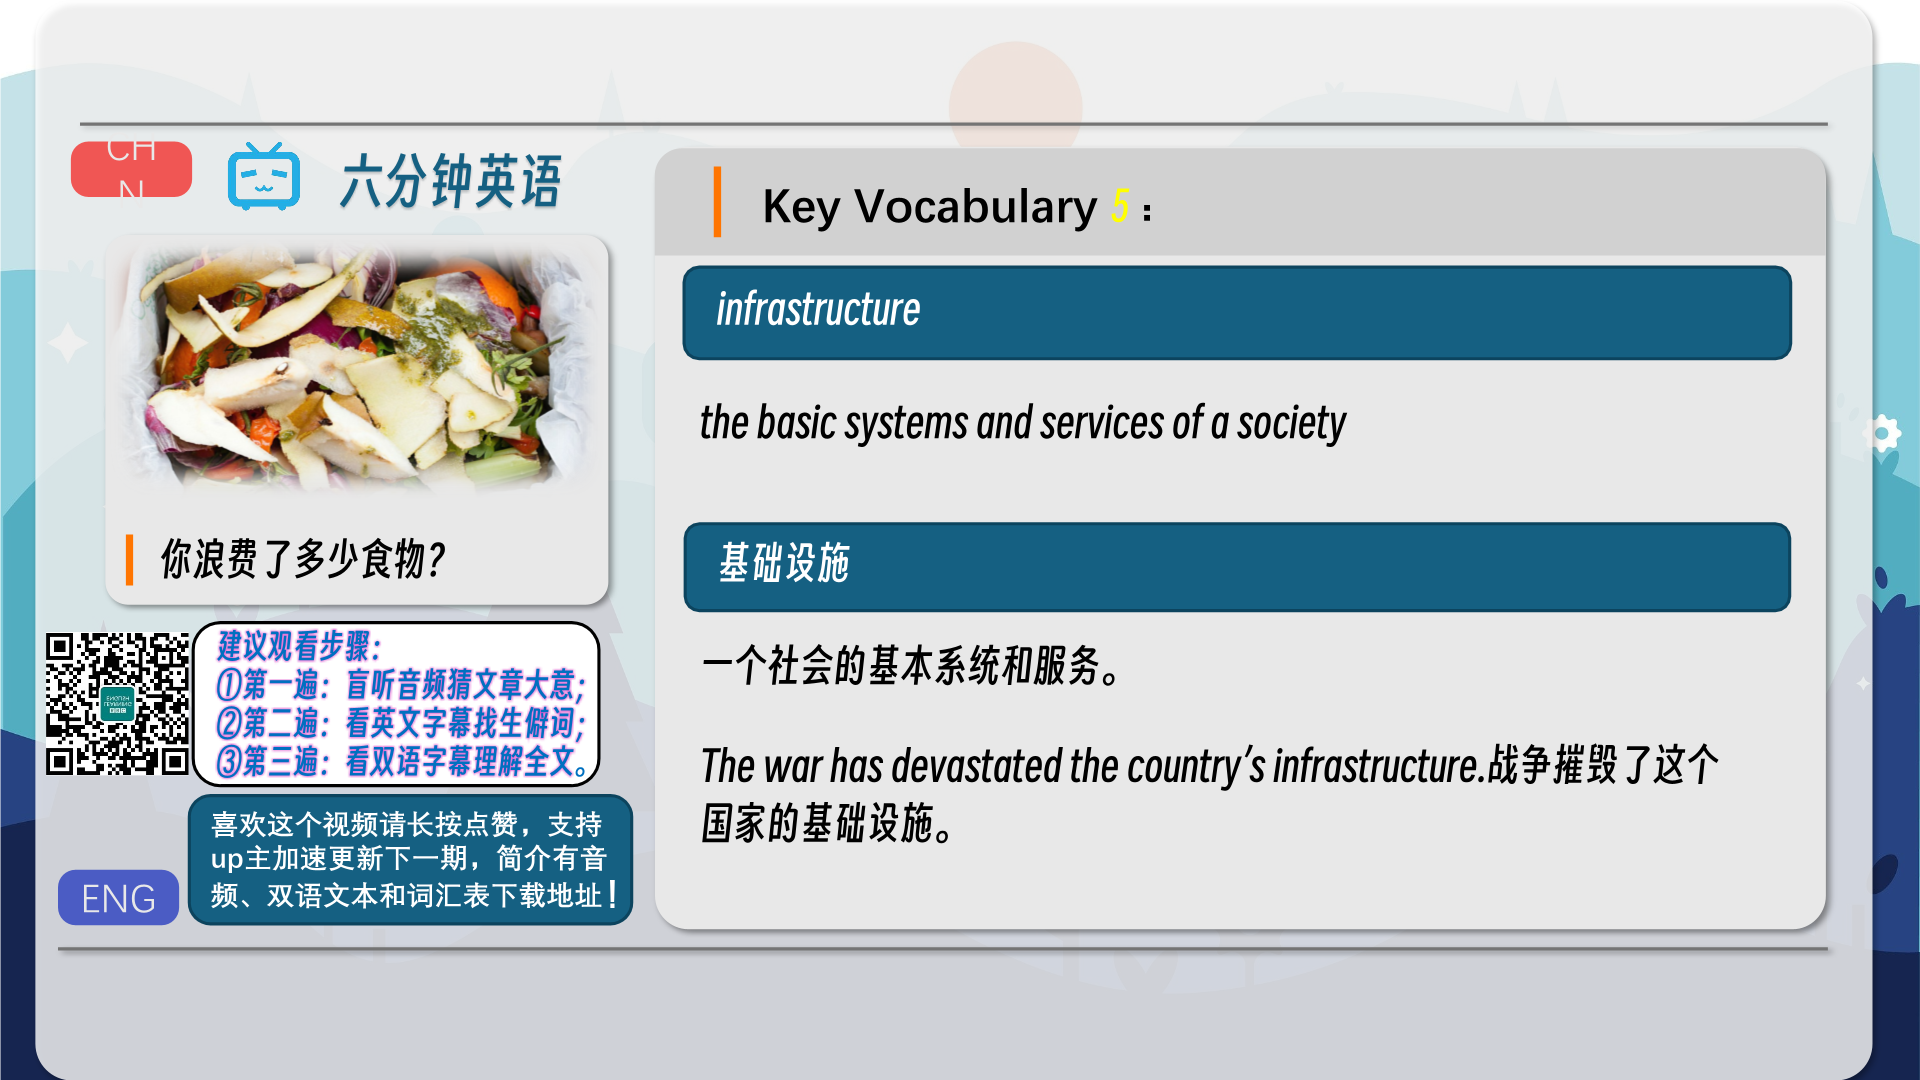 CH
N
六分钟英语
你浪费了多少食物？
建议观看步骤：
①第一遍：盲听音频猜文章大意；
②第二遍：看英文字幕找生僻词；
③第三遍：看双语字幕理解全文。
喜欢这个视频请长按点赞，支持
up主加速更新下一期，简介有音
频、双语文本和词汇表下载地址！
ENG
Key Vocabulary 5：
infrastructure
the basic systems and services of a society
基础设施
一个社会的基本系统和服务。
The war has devastated the country’s infrastructure.战争摧毁了这个
国家的基础设施。